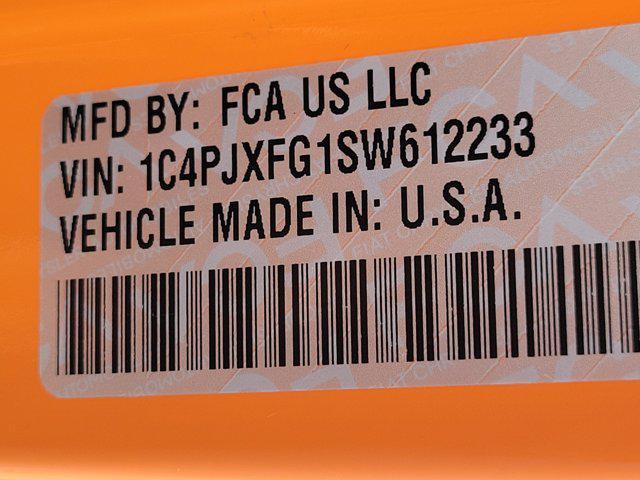 MFD BY: FCA US LLC
VIN: 1C4PJXFG1SW612233
VEHICLE MADE IN: U.S.A.